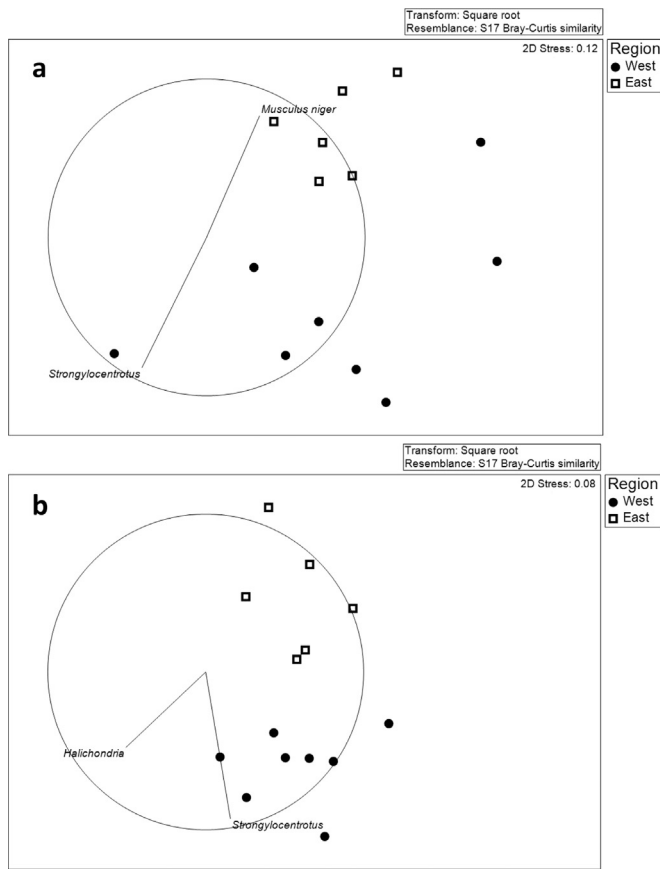 Transform: Square root
Resemblance: S17 Bray-Curtis similarity
a
2D Stress: 0.12
Region
West
East
Musculus niger
Strongylocentrotus
Transform: Square root
Resemblance: S17 Bray-Curtis similarity
b
2D Stress: 0.08
Region
West
East
Halichondria
Strongylocentrotus